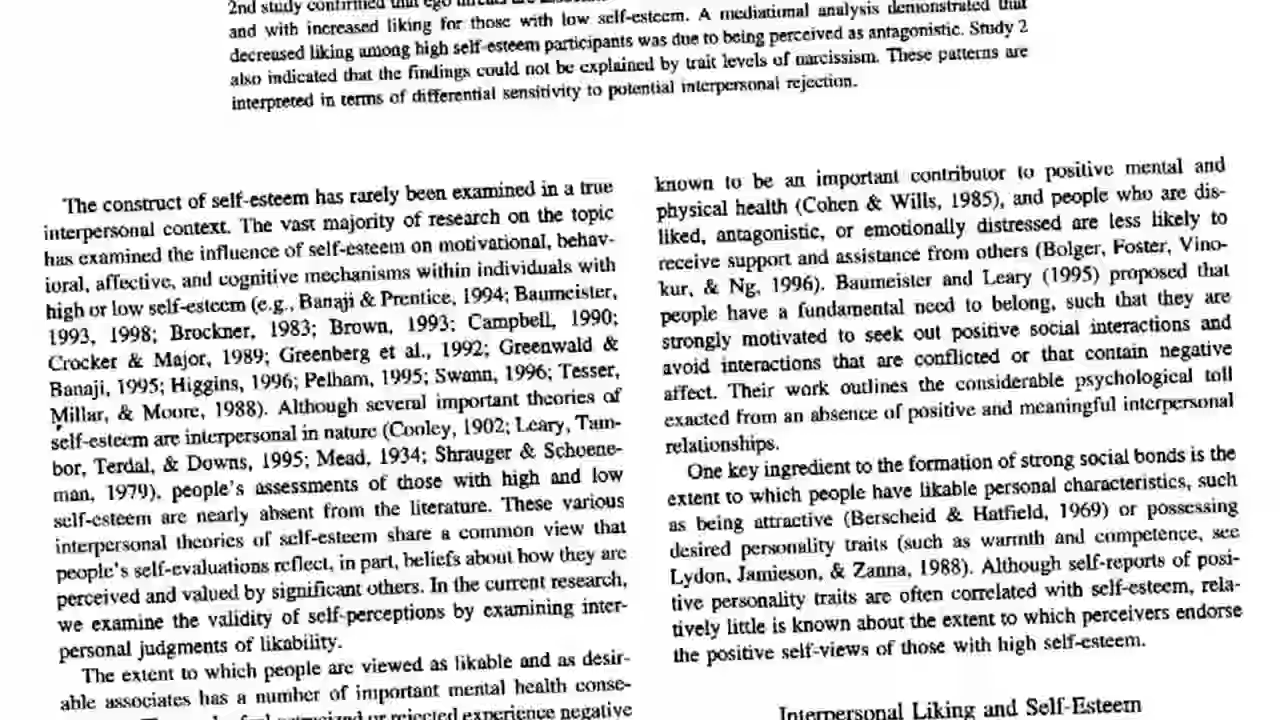 2nd study confirmed that ego threats are
and with increased liking for those with low self-esteem. A mediational analysis demonstrated that
decreased liking among high self-esteem participants was due to being perceived as antagonistic. Study 2
also indicated that the findings could not be explained by trait levels of narcissism. These patterns are
interpreted in terms of differential sensitivity to potential interpersonal rejection.
The construct of self-esteem has rarely been examined in a true
interpersonal context. The vast majority of research on the topic
has examined the influence of self-esteem on motivational, behav-
ioral, affective, and cognitive mechanisms within individuals with
high or low self-esteem (e.g., Banaji & Prentice, 1994; Baumeister,
1993, 1998; Brockner, 1983; Brown, 1993; Campbell, 1990;
Crocker & Major, 1989; Greenberg et al., 1992; Greenwald &
Banaji, 1995; Higgins, 1996; Pelham, 1995; Swann, 1996; Tesser,
Millar, & Moore, 1988). Although several important theories of
self-esteem are interpersonal in nature (Cooley, 1902; Leary, Tam-
bor, Terdal, & Downs, 1995; Mead, 1934; Shrauger & Schoene-
man, 1979), people's assessments of those with high and low
self-esteem are nearly absent from the literature. These various
interpersonal theories of self-esteem share a common view that
people's self-evaluations reflect, in part, beliefs about how they are
perceived and valued by significant others. In the current research,
we examine the validity of self-perceptions by examining inter-
personal judgments of likability.
The extent to which people are viewed as likable and as desir-
able associates has a number of important mental health conse-
or rejected experience negative
known to be an important contributor to positive mental and
physical health (Cohen & Wills, 1985), and people who are dis-
liked, antagonistic, or emotionally distressed are less likely to
receive support and assistance from others (Bolger, Foster, Vino-
kur, & Ng, 1996). Baumeister and Leary (1995) proposed that
people have a fundamental need to belong, such that they are
strongly motivated to seek out positive social interactions and
avoid interactions that are conflicted or that contain negative
affect. Their work outlines the considerable psychological toll
exacted from an absence of positive and meaningful interpersonal
relationships.
One key ingredient to the formation of strong social bonds is the
extent to which people have likable personal characteristics, such
as being attractive (Berscheid & Hatfield, 1969) or possessing
desired personality traits (such as warmth and competence, see
Lydon, Jamieson, & Zanna, 1988). Although self-reports of posi-
tive personality traits are often correlated with self-esteem, rela-
tively little is known about the extent to which perceivers endorse
the positive self-views of those with high self-esteem.
Interpersonal Liking and Self-Esteem